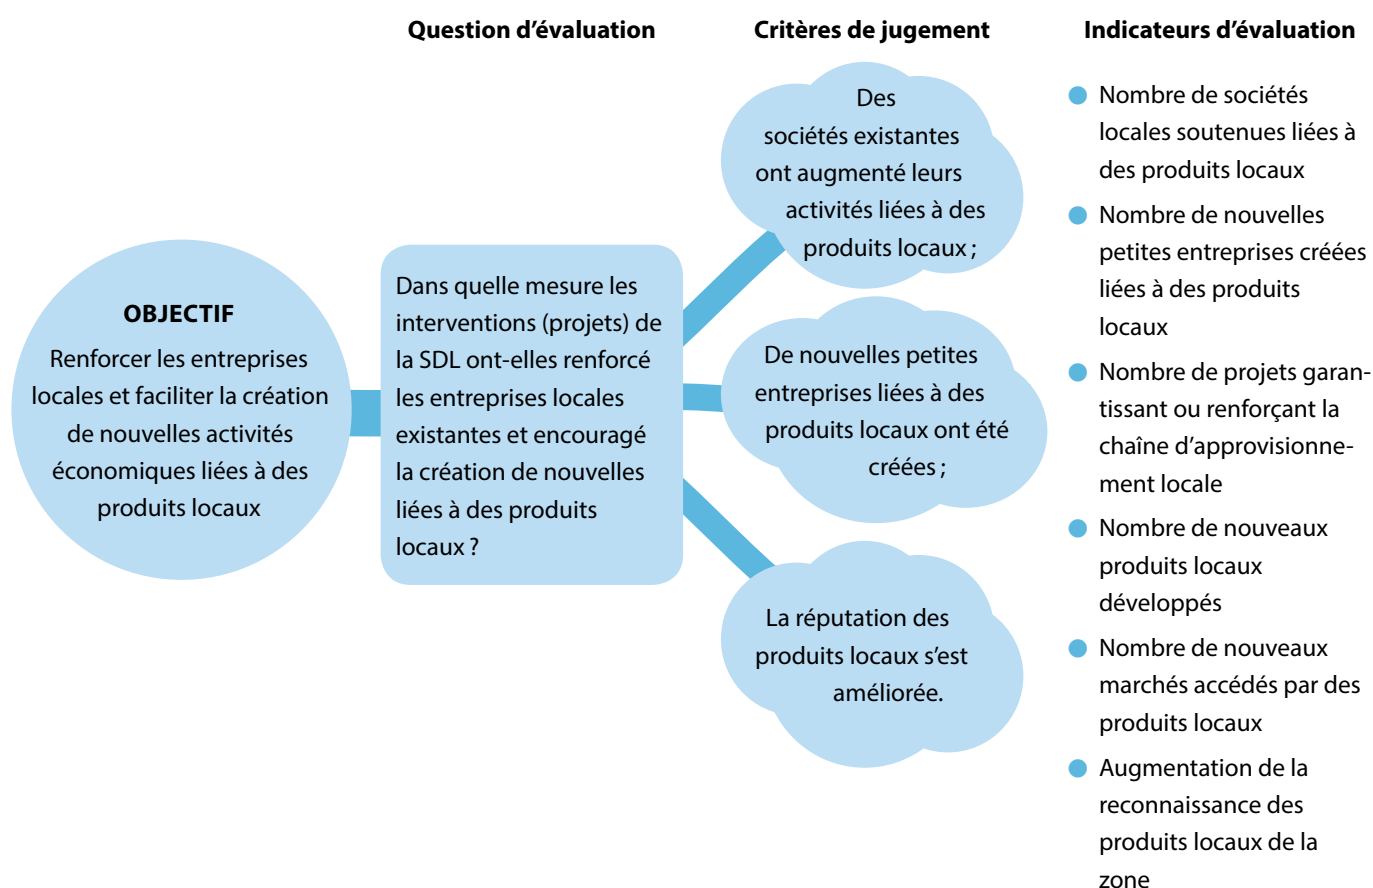 Question d’évaluation
Critères de jugement
Indicateurs d’évaluation
OBJECTIF
Renforcer les entreprises
locales et faciliter la création
de nouvelles activités
économiques liées à des
produits locaux
Dans quelle mesure les
interventions (projets) de
la SDL ont-elles renforcé
les entreprises locales
existantes et encouragé
la création de nouvelles
liées à des produits
locaux ?
Des
sociétés existantes
ont augmenté leurs
activités liées à des
produits locaux ;
De nouvelles petites
entreprises liées à des
produits locaux ont été
créées ;
La réputation des
produits locaux s’est
améliorée.
Nombre de sociétés
locales soutenues liées à
des produits locaux
Nombre de nouvelles
petites entreprises créées
liées à des produits
locaux
Nombre de projets garan-
tissant ou renforçant la
chaîne d’approvisionne-
ment locale
Nombre de nouveaux
produits locaux
développés
Nombre de nouveaux
marchés accédés par des
produits locaux
Augmentation de la
reconnaissance des
produits locaux de la
zone